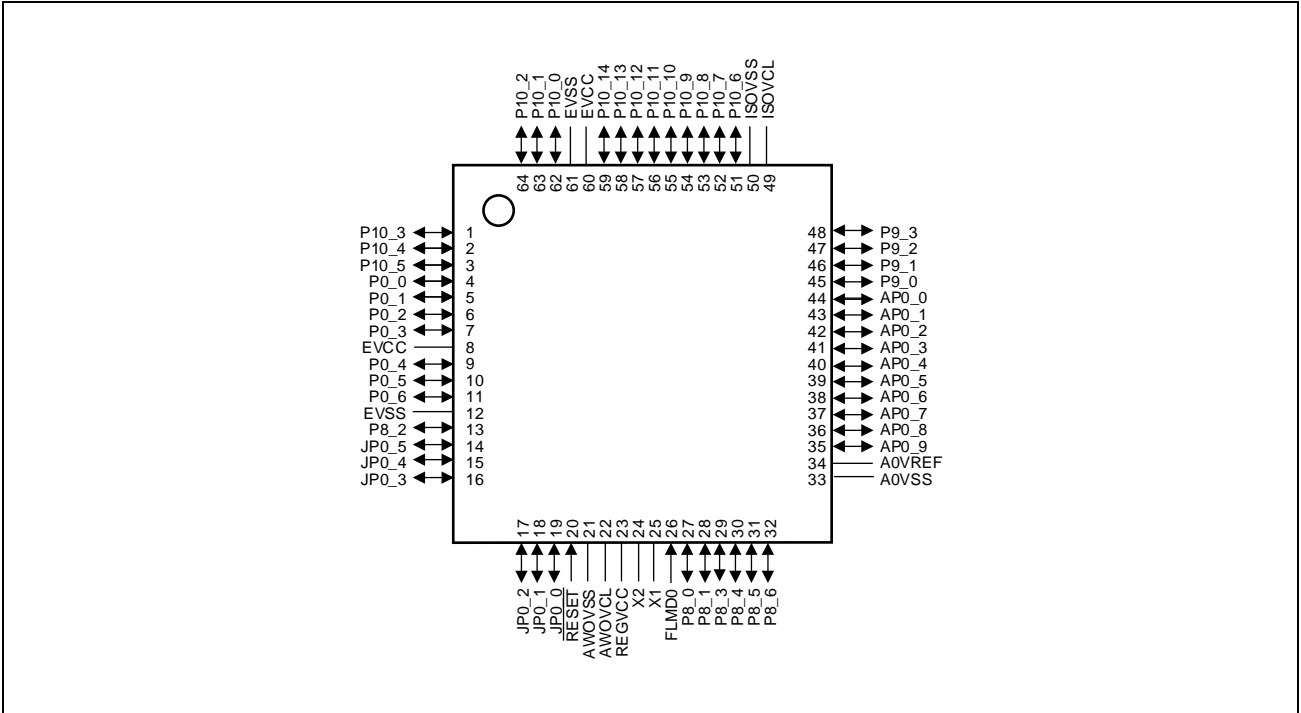 P10_2
P10_1
P10_0
EVSS
EVCC
P10_14
P10_13
P10_12
P10_11
P10_10
P10_9
P10_8
P10_7
P10_6
ISOVSS
ISOVCL
64
63
62
61
60
59
58
57
56
55
54
53
52
51
50
49
P10_3 1
P10_4 2
P10_5 3
P0_0 4
P0_1 5
P0_2 6
P0_3 7
EVCC 8
P0_4 9
P0_5 10
P0_6 11
EVSS 12
P8_2 13
JP0_5 14
JP0_4 15
JP0_3 16
48 P9_3
47 P9_2
46 P9_1
45 P9_0
44 AP0_0
43 AP0_1
42 AP0_2
41 AP0_3
40 AP0_4
39 AP0_5
38 AP0_6
37 AP0_7
36 AP0_8
35 AP0_9
34 A0VREF
33 A0VSS
17
18
19
20
21
22
23
24
25
26
27
28
29
30
31
32
JP0_2
JP0_1
JP0_0
RESET
AWOVSS
AWOVCL
REGVCC
X2
X1
FLMD0
P8_0
P8_1
P8_3
P8_4
P8_5
P8_6